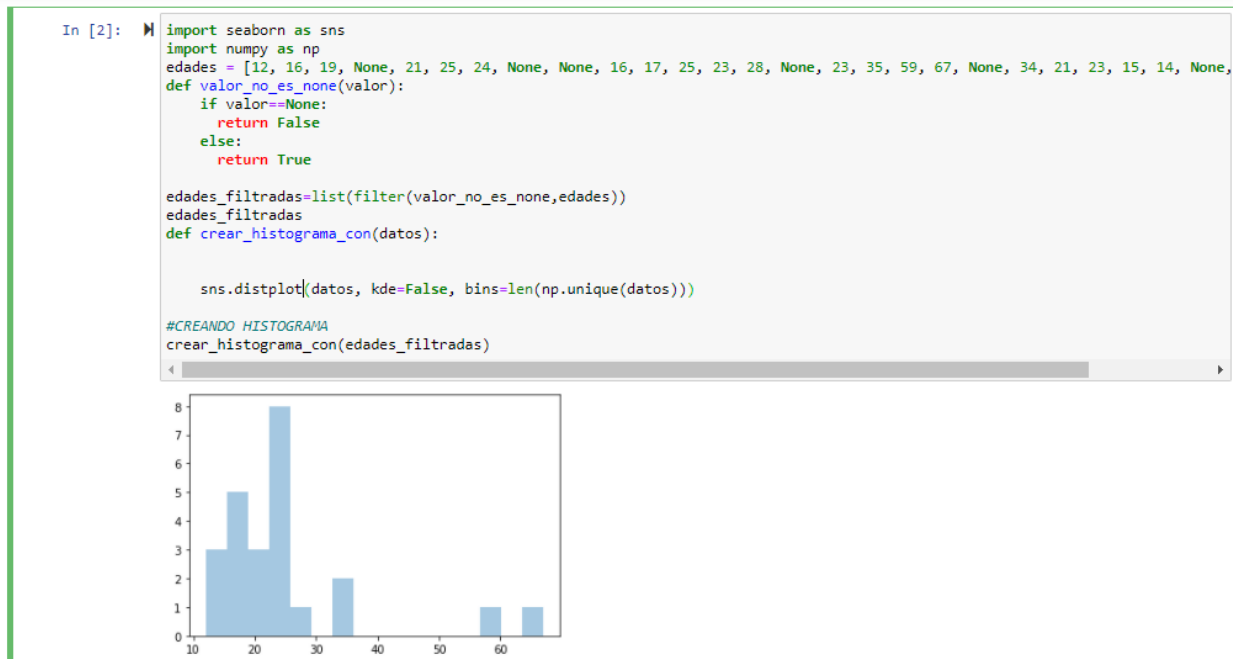 In [2]:
import seaborn as sns
import numpy as np
edades = [12, 16, 19, None, 21, 25, 24, None, None, 16, 17, 25, 23, 28, None, 23, 35, 59, 67, None, 34, 21, 23, 15, 14, None,
def valor_no_es_none(valor):
    if valor==None:
      return False
    else:
      return True
edades_filtradas=list(filter(valor_no_es_none,edades))
edades_filtradas
def crear_histograma_con(datos):
    sns.distplot(datos, kde=False, bins=len(np.unique(datos)))
#CREANDO HISTOGRAMA
crear_histograma_con(edades_filtradas)
8
7
6
5
4
3
2
1
0
10 20 30 40 50 60